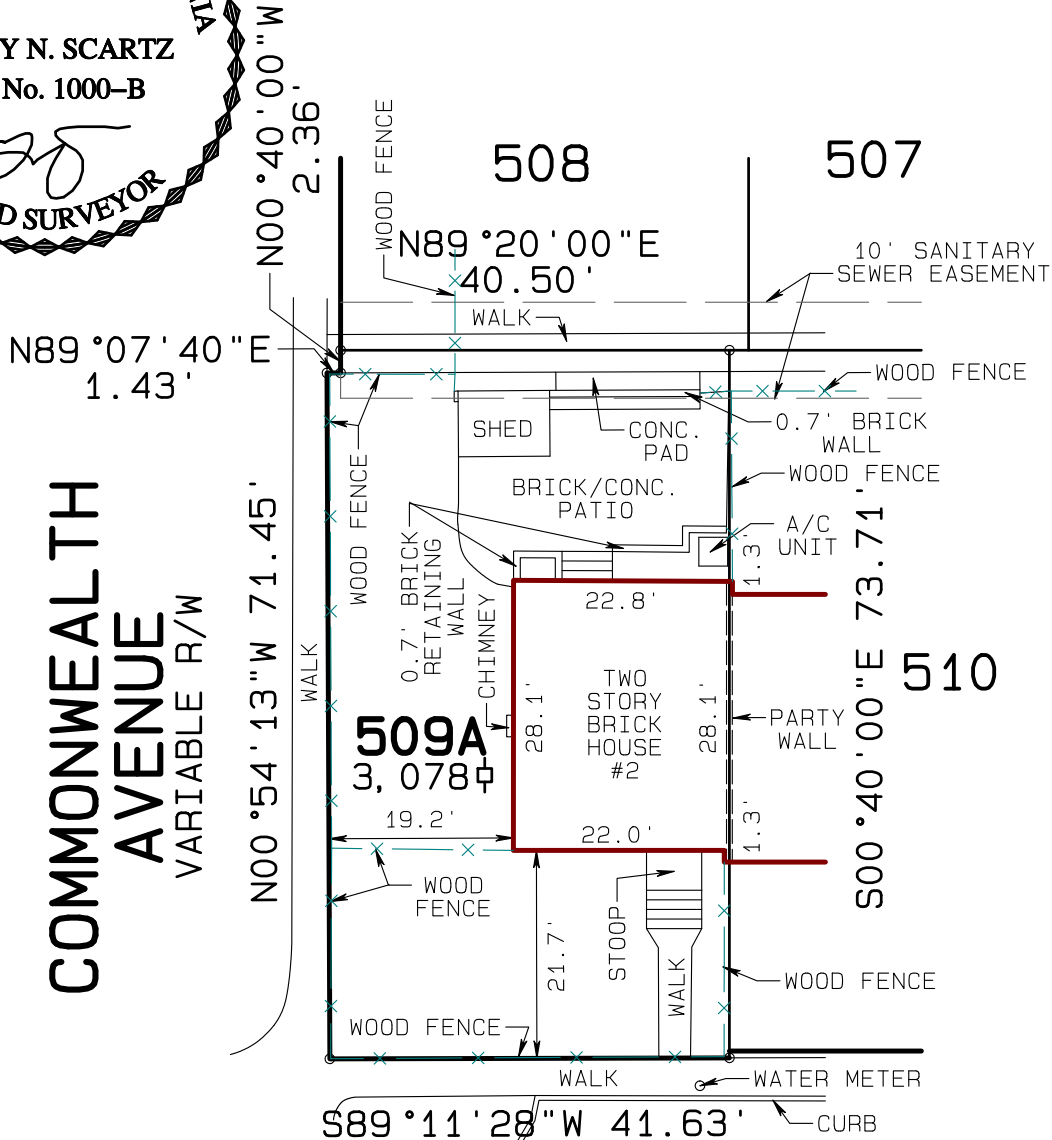 Y N. SCARTZ
No. 1000–B
D SURVEYOR
N00°40'00"W
2.36'
WOOD FENCE
508
507
N89°20'00"E
40.50'
10' SANITARY
SEWER EASEMENT
WALK
N89°07'40"E
1.43'
WOOD FENCE
SHED
CONC.
PAD
0.7' BRICK
WALL
WOOD FENCE
WOOD FENCE
BRICK/CONC.
PATIO
A/C
UNIT
0.7' BRICK
RETAINING
WALL
1.3'
22.8'
COMMONWEALTH
AVENUE
VARIABLE R/W
N00°54'13"W 71.45'
WALK
CHIMNEY
28.1'
TWO
STORY
BRICK
HOUSE
#2
28.1'
S00°40'00"E 73.71'
510
PARTY
WALL
509A
3,078
19.2'
22.0'
1.3'
WOOD
FENCE
21.7'
STOOP
WALK
WOOD FENCE
WOOD FENCE
WALK
WATER METER
S89°11'28"W 41.63'
CURB